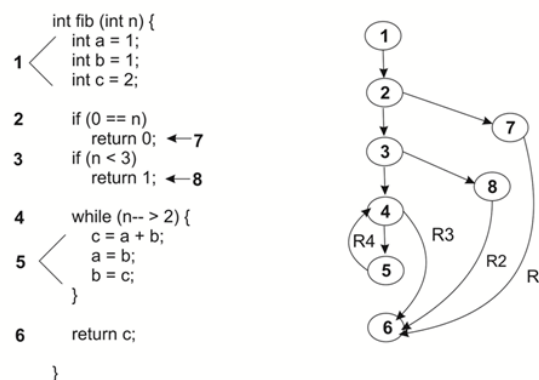 int fib (int n) {
int a = 1;
1 int b = 1;
int c = 2;
2 if (0 == n)
return 0; 7
3 if (n < 3)
return 1; 8
4 while (n-- > 2) {
c = a + b;
5 a = b;
b = c;
}
6 return c;
}
1
2
7
3
8
4
R4
R3
5
R2
R
6